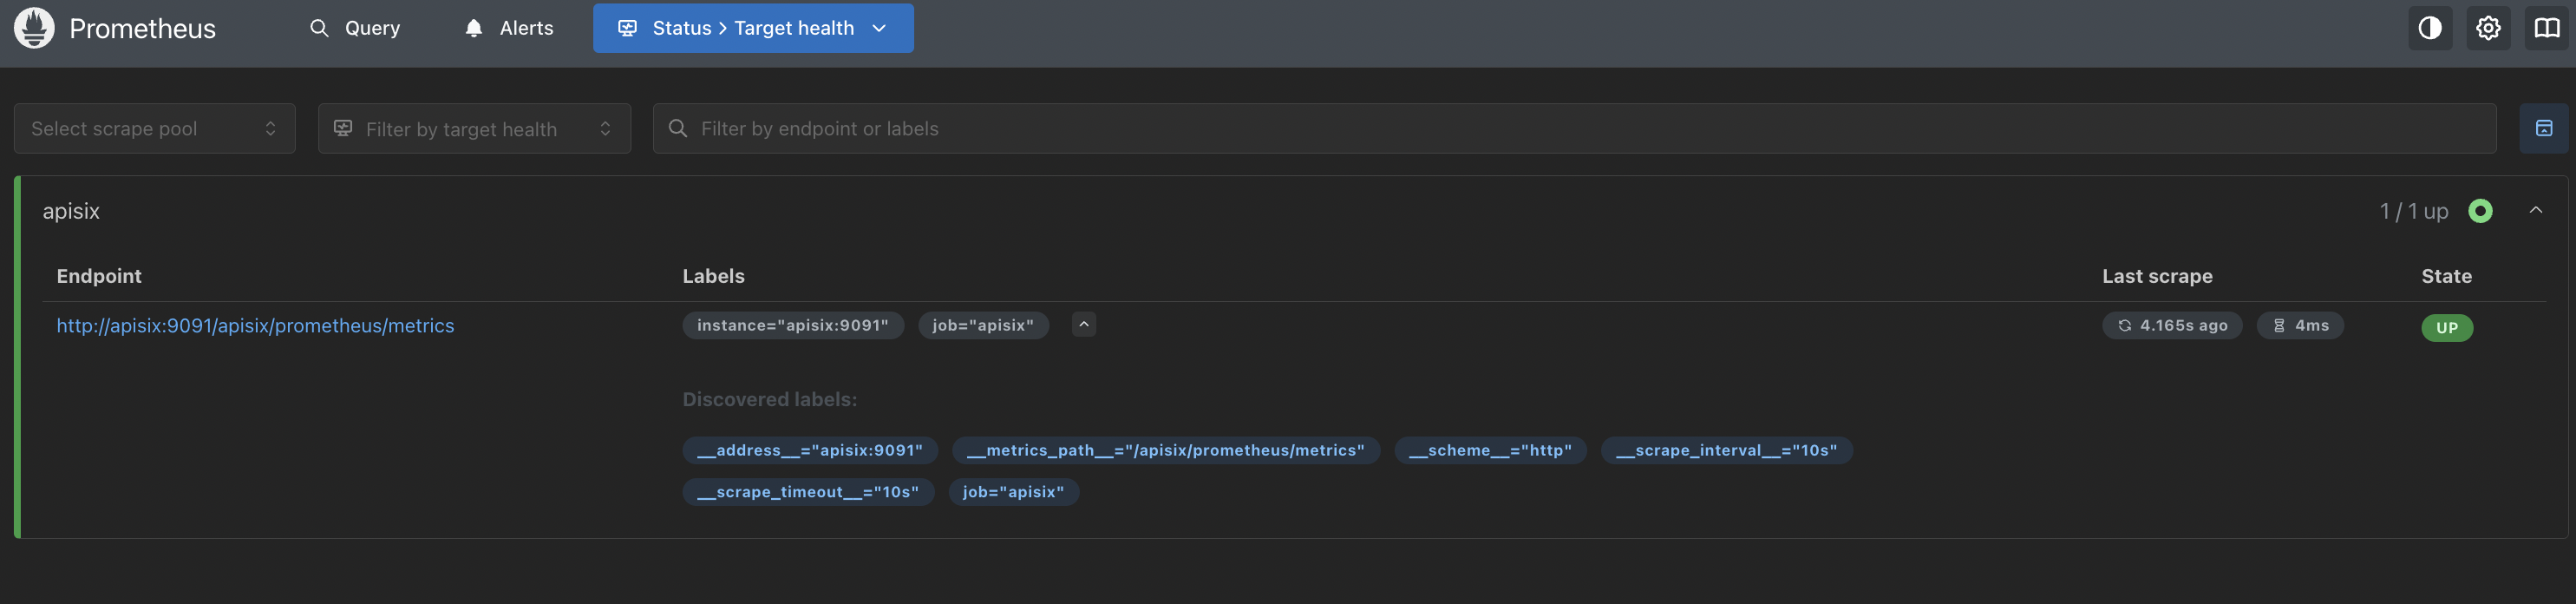 Prometheus Query Alerts Status > Target health
Select scrape pool Filter by target health Filter by endpoint or labels
apisix 1 / 1 up
Endpoint Labels Last scrape State
http://apisix:9091/apisix/prometheus/metrics instance="apisix:9091" job="apisix" 4.165s ago 4ms UP
Discovered labels:
__address__="apisix:9091" __metrics_path__="/apisix/prometheus/metrics" __scheme__="http" __scrape_interval__="10s"
__scrape_timeout__="10s" job="apisix"